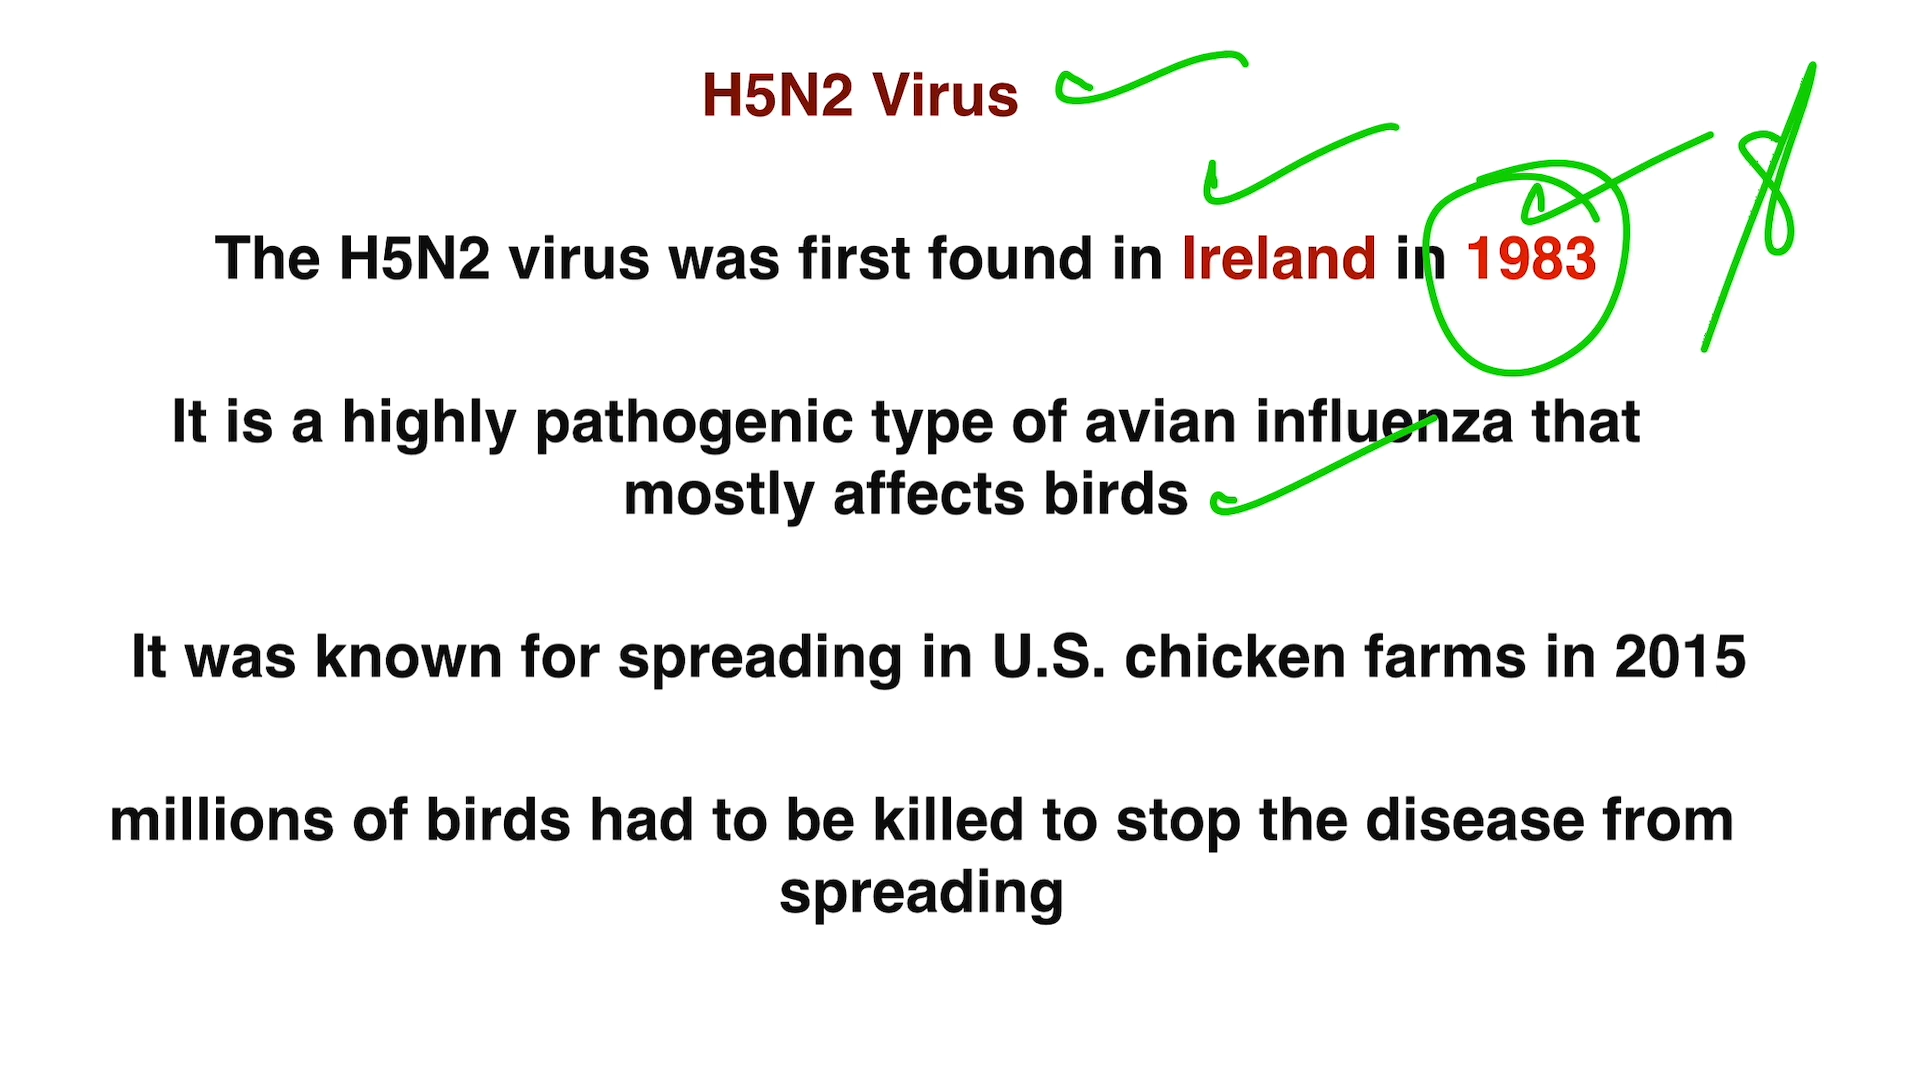 H5N2 Virus
The H5N2 virus was first found in Ireland in 1983
It is a highly pathogenic type of avian influenza that
mostly affects birds
It was known for spreading in U.S. chicken farms in 2015
millions of birds had to be killed to stop the disease from
spreading